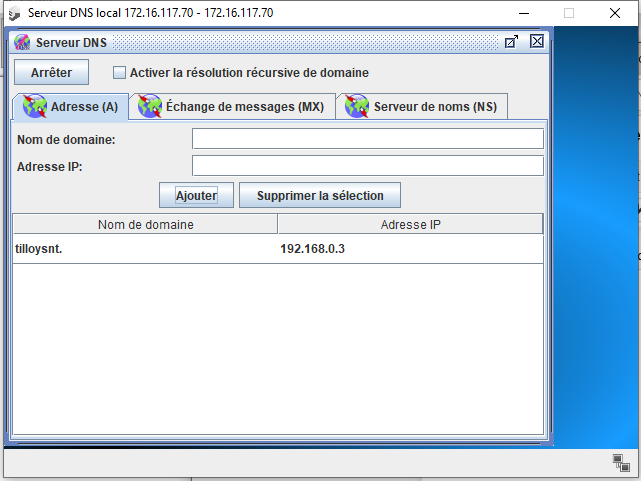 Serveur DNS local 172.16.117.70 - 172.16.117.70
Serveur DNS
Arrêter
Activer la résolution récursive de domaine
Adresse (A)
Échange de messages (MX)
Serveur de noms (NS)
Nom de domaine:
Adresse IP:
Ajouter
Supprimer la sélection
Nom de domaine
Adresse IP
tilloysnt.
192.168.0.3